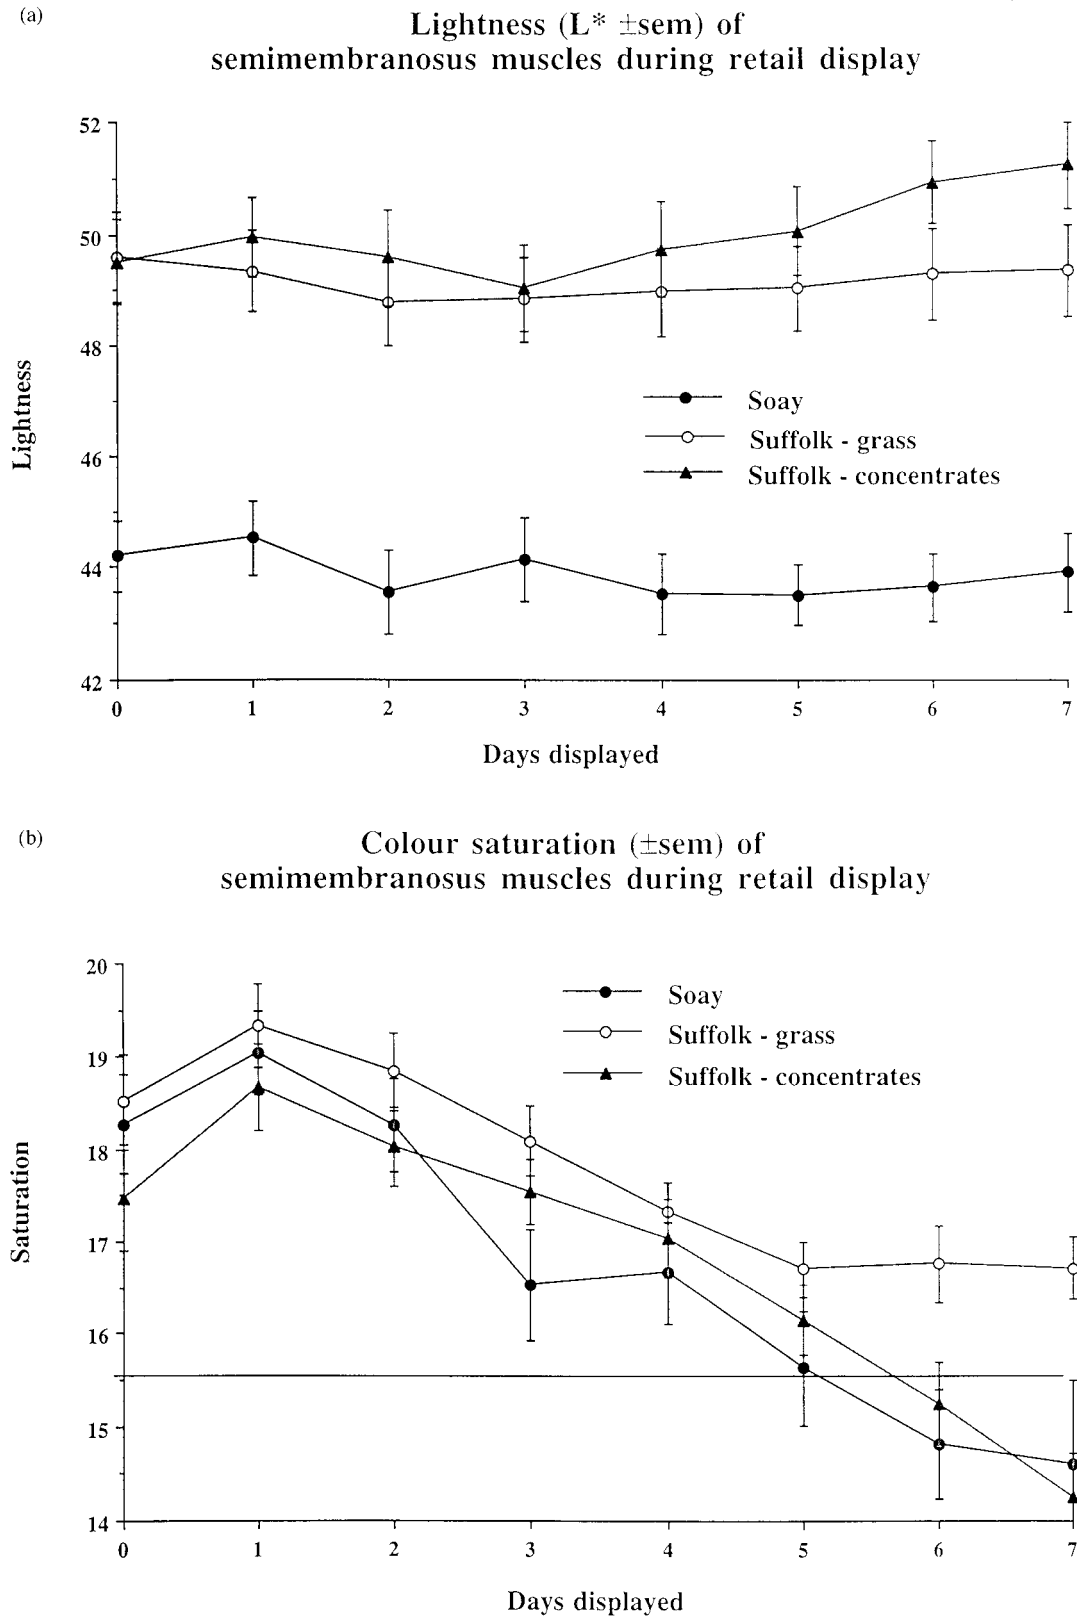 (a)
Lightness (L* ±sem) of
semimembranosus muscles during retail display
52
50
48
46
44
42
Lightness
Soay
Suffolk - grass
Suffolk - concentrates
0 1 2 3 4 5 6 7
Days displayed
(b)
Colour saturation (±sem) of
semimembranosus muscles during retail display
20
19
18
17
16
15
14
Saturation
Soay
Suffolk - grass
Suffolk - concentrates
0 1 2 3 4 5 6 7
Days displayed